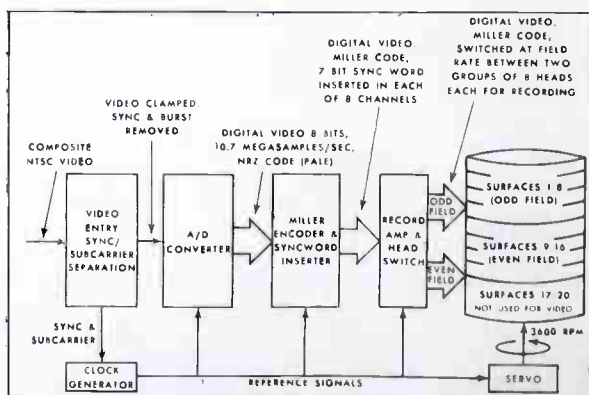 COMPOSITE
NTSC VIDEO
VIDEO CLAMPED,
SYNC & BURST
REMOVED
DIGITAL VIDEO 8 BITS,
10.7 MEGASAMPLES/SEC,
NRZ CODE (PALE)
DIGITAL VIDEO,
MILLER CODE,
7 BIT SYNC WORD
INSERTED IN EACH
OF 8 CHANNELS
DIGITAL VIDEO,
MILLER CODE,
SWITCHED AT FIELD
RATE BETWEEN TWO
GROUPS OF 8 HEADS
EACH FOR RECORDING
VIDEO
ENTRY
SYNC/
SUBCARRIER
SEPARATION
A/D
CONVERTER
MILLER
ENCODER &
SYNCWORD
INSERTER
RECORD
AMP &
HEAD
SWITCH
ODD
FIELD
EVEN
FIELD
SURFACES 1-8
(ODD FIELD)
SURFACES 9-16
(EVEN FIELD)
SURFACES 17-20
NOT USED FOR VIDEO
3600 RPM
SYNC &
SUBCARRIER
CLOCK
GENERATOR
REFERENCE SIGNALS
SERVO